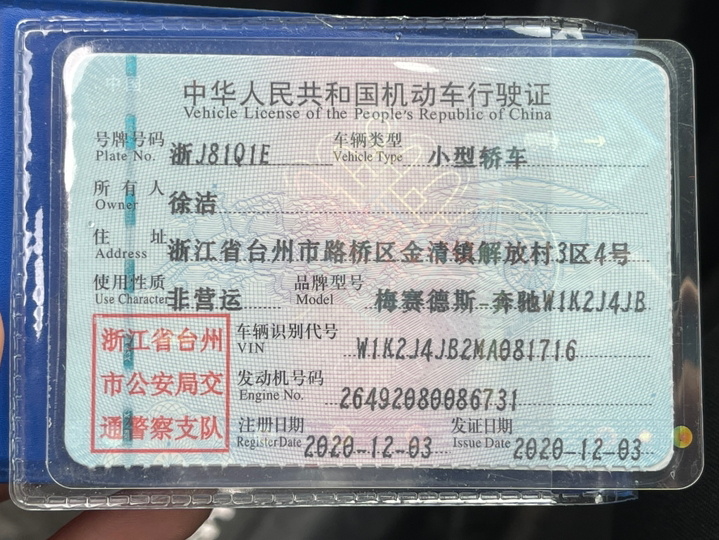 中华人民共和国机动车行驶证
Vehicle License of the People's Republic of China
号牌号码 浙J81Q1E 车辆类型 小型轿车
Plate No. Vehicle Type
所有人 徐洁
Owner
住址 浙江省台州市路桥区金清镇解放村3区4号
Address
使用性质 非营运 品牌型号 梅赛德斯-奔驰W1K2J4JB
Use Character Model
浙江省台州
市公安局交
通警察支队
车辆识别代号 W1K2J4JB2MA081716
VIN
发动机号码 26492080086731
Engine No.
注册日期 2020-12-03 发证日期 2020-12-03
Register Date Issue Date